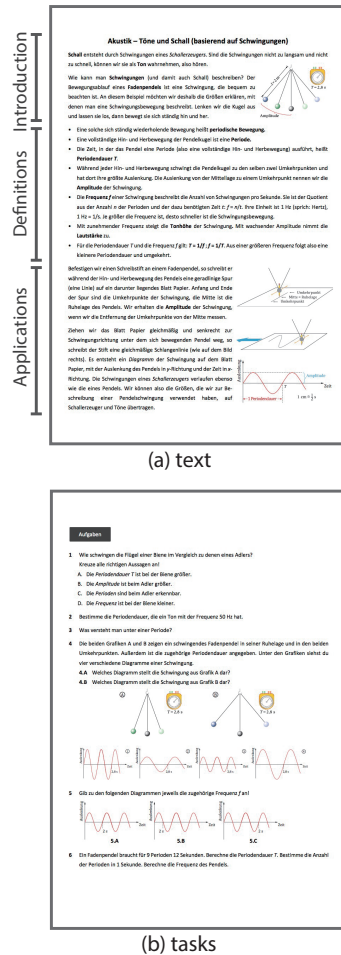 Introduction
Definitions
Applications
Akustik – Töne und Schall (basierend auf Schwingungen)
Schall entsteht durch Schwingungen eines Schallerzeugers. Sind die Schwingungen nicht zu langsam und nicht
zu schnell, können wir sie als Ton wahrnehmen, also hören.
Wie kann man Schwingungen (und damit auch Schall) beschreiben? Der
Bewegungsablauf eines Fadenpendels ist eine Schwingung, die bequem zu
beachten ist. An diesem Beispiel möchten wir deshalb die Größen erklären, mit
denen man eine Schwingungsbewegung beschreibt. Lenken wir die Kugel aus
und lassen sie los, dann bewegt sie sich ständig hin und her.
T = 2,8 s
Amplitude
• Eine solche sich ständig wiederholende Bewegung heißt periodische Bewegung.
• Eine vollständige Hin- und Herbewegung der Pendelkugel ist eine Periode.
• Die Zeit, in der das Pendel eine Periode (also eine vollständige Hin- und Herbewegung) ausführt, heißt
Periodendauer T.
• Während jeder Hin- und Herbewegung schwingt die Pendelkugel zu den selben zwei Umkehrpunkten und
hat dort ihre größte Auslenkung. Die Auslenkung von der Mittellage zu einem Umkehrpunkt nennen wir die
Amplitude der Schwingung.
• Die Frequenz f einer Schwingung beschreibt die Anzahl von Schwingungen pro Sekunde. Sie ist der Quotient
aus der Anzahl n der Perioden und der dazu benötigten Zeit t: f = n/t. Ihre Einheit ist 1 Hz (sprich: Hertz),
1 Hz = 1/s. Je größer die Frequenz ist, desto schneller ist die Schwingungsbewegung.
• Mit zunehmender Frequenz steigt die Tonhöhe der Schwingung. Mit wachsender Amplitude nimmt die
Lautstärke zu.
• Für die Periodendauer T und die Frequenz f gilt: T = 1/f ; f = 1/T. Aus einer größeren Frequenz folgt also eine
kleinere Periodendauer und umgekehrt.
Befestigen wir einen Schreibstift an einem Fadenpendel, so schreibt er
während der Hin- und Herbewegung des Pendels eine geradlinige Spur
(eine Linie) auf ein darunter liegendes Blatt Papier. Anfang und Ende
der Spur sind die Umkehrpunkte der Schwingung, die Mitte ist die
Ruhelage des Pendels. Wir erhalten die Amplitude der Schwingung,
wenn wir die Entfernung der Umkehrpunkte von der Mitte messen.
Umkehrpunkt
Mitte = Ruhelage
Umkehrpunkt
Ziehen wir das Blatt Papier gleichmäßig und senkrecht zur
Schwingungsrichtung unter dem sich bewegenden Pendel weg, so
schreibt der Stift eine gleichmäßige Schlangenlinie (wie auf dem Bild
rechts). Es entsteht ein Diagramm der Schwingung auf dem Blatt
Papier, mit der Auslenkung des Pendels in y-Richtung und der Zeit in x-
Richtung. Die Schwingungen eines Schallerzeugers verlaufen ebenso
wie die eines Pendels. Wir können also die Größen, die wir zur Be-
schreibung einer Pendelschwingung verwendet haben, auf
Schallerzeuger und Töne übertragen.
Auslenkung
Amplitude
T
Zeit
1 Periodendauer
(a) text
Aufgaben
1 Wie schwingen die Flügel einer Biene im Vergleich zu denen eines Adlers?
Kreuze alle richtigen Aussagen an!
A. Die Periodendauer T ist bei der Biene größer.
B. Die Amplitude ist beim Adler größer.
C. Die Perioden sind beim Adler erkennbar.
D. Die Frequenz ist bei der Biene kleiner.
2 Bestimme die Periodendauer, die ein Ton mit der Frequenz 50 Hz hat.
3 Was versteht man unter einer Periode?
4 Die beiden Grafiken A und B zeigen ein schwingendes Fadenpendel in seiner Ruhelage und in den beiden
Umkehrpunkten. Außerdem ist die zugehörige Periodendauer angegeben. Unter den Grafiken siehst du
vier verschiedene Diagramme einer Schwingung.
4.A Welches Diagramm stellt die Schwingung aus Grafik A dar?
4.B Welches Diagramm stellt die Schwingung aus Grafik B dar?
A
T = 2,8 s
B
T = 2,8 s
5 Gib zu den folgenden Diagrammen jeweils die zugehörige Frequenz f an!
Auslenkung
2 s
Zeit
Auslenkung
2 s
Zeit
Auslenkung
Zeit
5.A 5.B 5.C
6 Ein Fadenpendel braucht für 9 Perioden 12 Sekunden. Berechne die Periodendauer T. Bestimme die Anzahl
der Perioden in 1 Sekunde. Berechne die Frequenz des Pendels.
(b) tasks